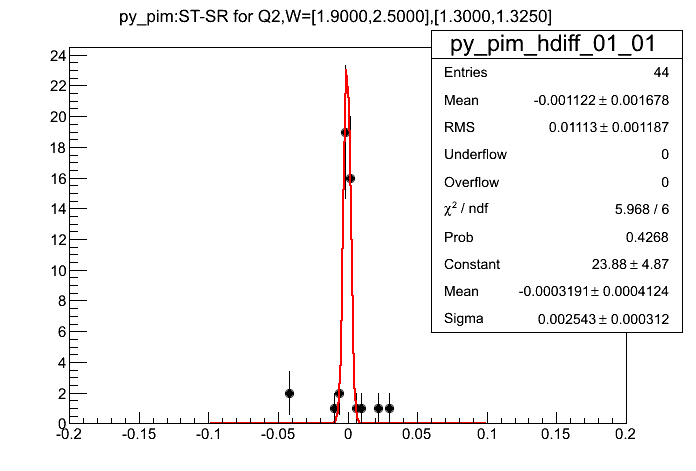 py_pim:ST-SR for Q2,W=[1.9000,2.5000],[1.3000,1.3250]
py_pim_hdiff_01_01
Entries 44
Mean -0.001122 ± 0.001678
RMS 0.01113 ± 0.001187
Underflow 0
Overflow 0
χ² / ndf 5.968 / 6
Prob 0.4268
Constant 23.88 ± 4.87
Mean -0.0003191 ± 0.0004124
Sigma 0.002543 ± 0.000312
24
22
20
18
16
14
12
10
8
6
4
2
0
-0.2 -0.15 -0.1 -0.05 0 0.05 0.1 0.15 0.2